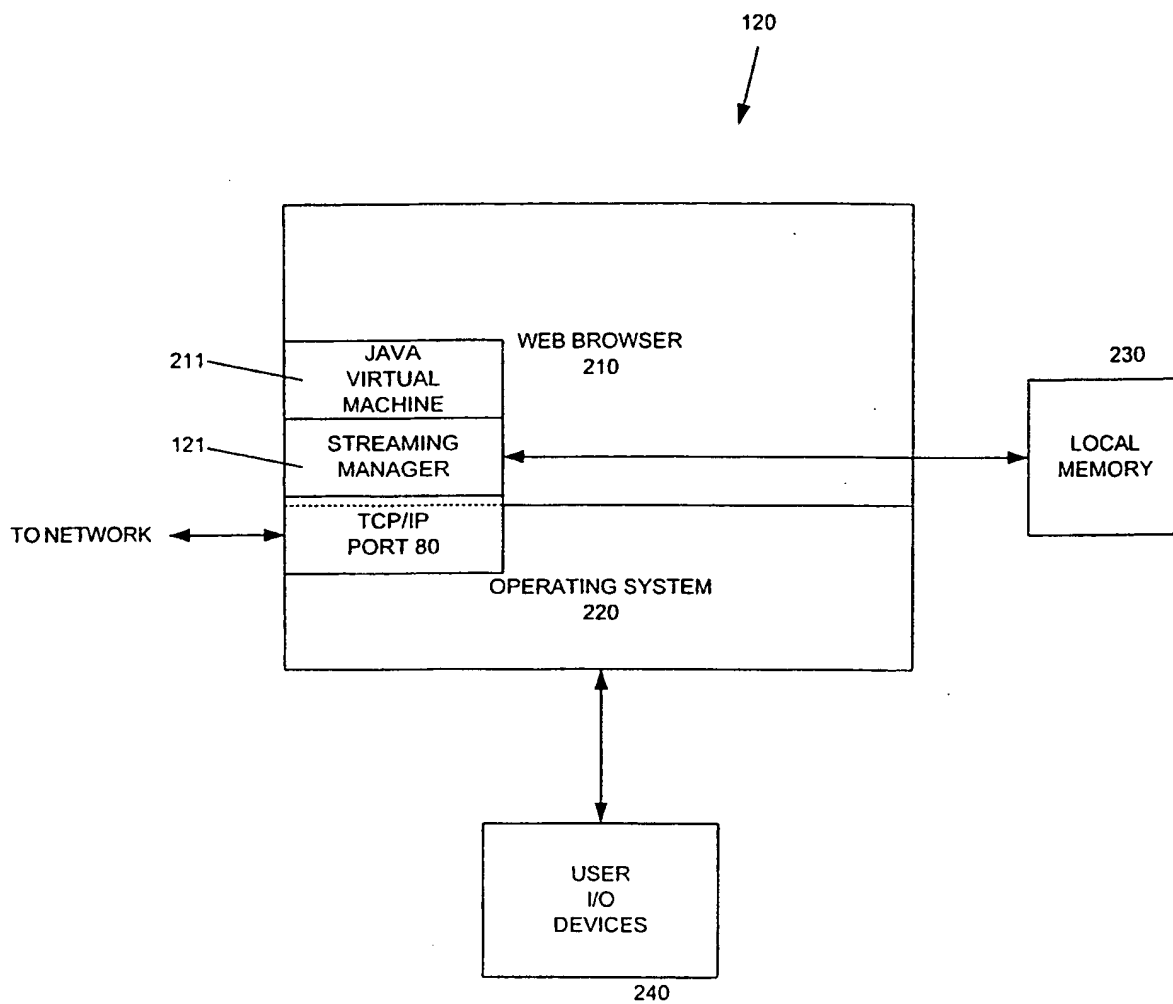 120
WEB BROWSER
210
211
JAVA
VIRTUAL
MACHINE
230
121
STREAMING
MANAGER
LOCAL
MEMORY
TO NETWORK
TCP/IP
PORT 80
OPERATING SYSTEM
220
USER
I/O
DEVICES
240